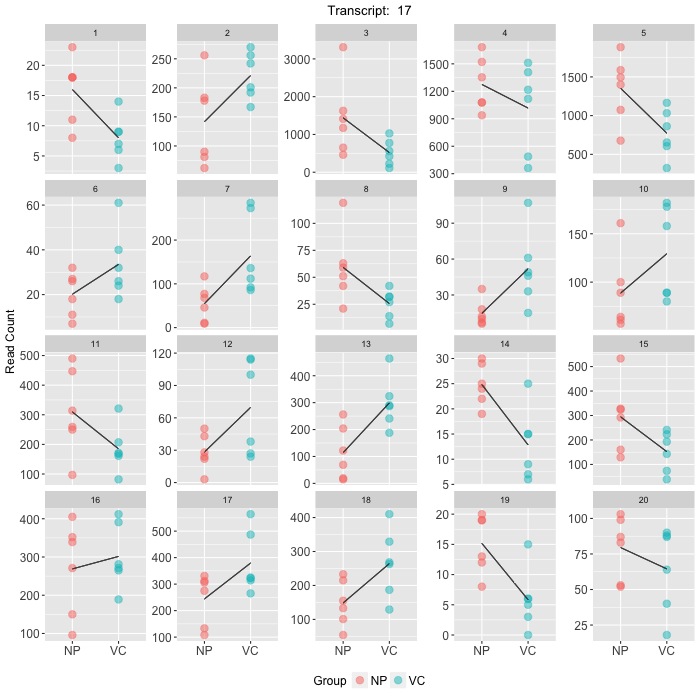 Transcript:  17
1 2 3 4 5
20 15 10 5
250 200 150 100
3000 2000 1000 0
1500 1200 900 600 300
1500 1000 500
6 7 8 9 10
60 40 20
200 100 0
100 75 50 25
90 60 30
150 100
Read Count
11 12 13 14 15
500 400 300 200 100
120 90 60 30 0
400 300 200 100 0
30 25 20 15 10 5
500 400 300 200 100
16 17 18 19 20
400 300 200 100
500 400 300 200 100
400 300 200 100
20 15 10 5 0
100 75 50 25
NP VC NP VC NP VC NP VC NP VC
Group NP VC